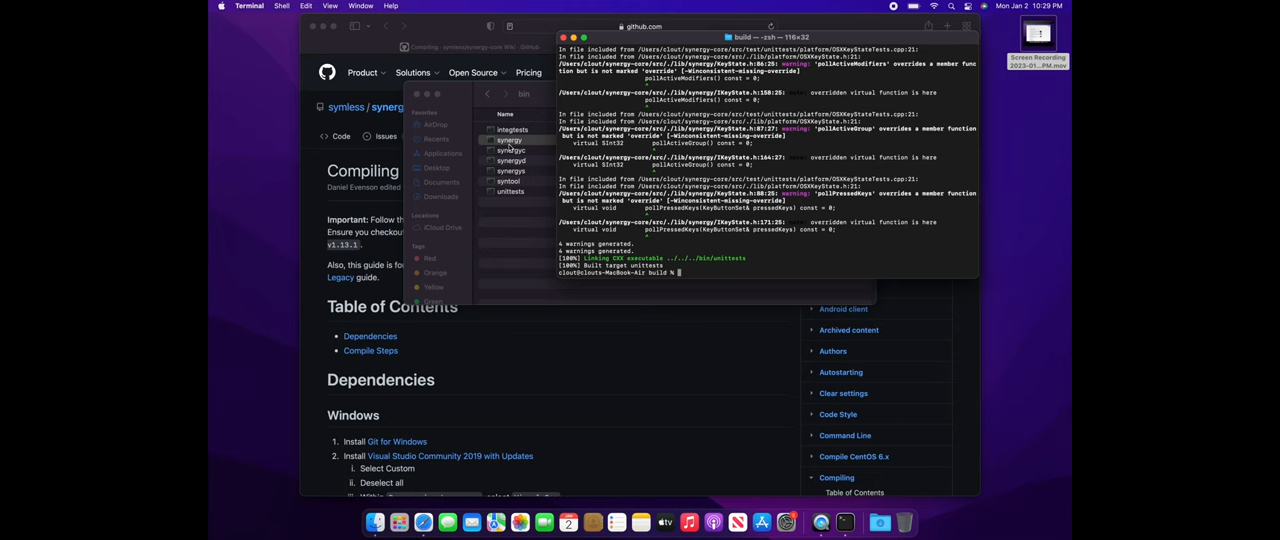 Terminal Shell Edit View Window Help
Mon Jan 2 10:29 PM
github.com
Compiling · symless/synergy-core Wiki · GitHub
Product Solutions Open Source Pricing
symless/synerg
Code Issues
Compiling
Daniel Evenson edited
Important: Follow th
Ensure you checkou
v1.13.1.
Also, this guide is fo
Legacy guide.
Table of Contents
Dependencies
Compile Steps
Dependencies
Windows
1. Install Git for Windows
2. Install Visual Studio Community 2019 with Updates
i. Select Custom
ii. Deselect all
bin
Favorites
AirDrop
Recents
Applications
Desktop
Documents
Downloads
Locations
iCloud Drive
Tags
Red
Orange
Yellow
Green
Name
integtests
synergy
synergyc
synergyd
synergys
syntool
unittests
build — -zsh — 116×32
In file included from /Users/clout/synergy-core/src/test/unittests/platform/OSXKeyStateTests.cpp:21:
In file included from /Users/clout/synergy-core/src/./lib/platform/OSXKeyState.h:21:
/Users/clout/synergy-core/src/./lib/synergy/KeyState.h:86:25: warning: 'pollActiveModifiers' overrides a member func
tion but is not marked 'override' [-Winconsistent-missing-override]
pollActiveModifiers() const = 0;
^
/Users/clout/synergy-core/src/./lib/synergy/IKeyState.h:158:25: note: overridden virtual function is here
pollActiveModifiers() const = 0;
^
In file included from /Users/clout/synergy-core/src/test/unittests/platform/OSXKeyStateTests.cpp:21:
In file included from /Users/clout/synergy-core/src/./lib/platform/OSXKeyState.h:21:
/Users/clout/synergy-core/src/./lib/synergy/KeyState.h:87:27: warning: 'pollActiveGroup' overrides a member function
but is not marked 'override' [-Winconsistent-missing-override]
virtual SInt32 pollActiveGroup() const = 0;
^
/Users/clout/synergy-core/src/./lib/synergy/IKeyState.h:164:27: note: overridden virtual function is here
virtual SInt32 pollActiveGroup() const = 0;
^
In file included from /Users/clout/synergy-core/src/test/unittests/platform/OSXKeyStateTests.cpp:21:
In file included from /Users/clout/synergy-core/src/./lib/platform/OSXKeyState.h:21:
/Users/clout/synergy-core/src/./lib/synergy/KeyState.h:88:25: warning: 'pollPressedKeys' overrides a member function
but is not marked 'override' [-Winconsistent-missing-override]
virtual void pollPressedKeys(KeyButtonSet& pressedKeys) const = 0;
^
/Users/clout/synergy-core/src/./lib/synergy/IKeyState.h:171:25: note: overridden virtual function is here
virtual void pollPressedKeys(KeyButtonSet& pressedKeys) const = 0;
^
4 warnings generated.
4 warnings generated.
[100%] Linking CXX executable ../../../bin/unittests
[100%] Built target unittests
clout@clouts-MacBook-Air build %
Android client
Archived content
Authors
Autostarting
Clear settings
Code Style
Command Line
Compile CentOS 6.x
Compiling
Table of Contents
Screen Recording
2023-01...PM.mov